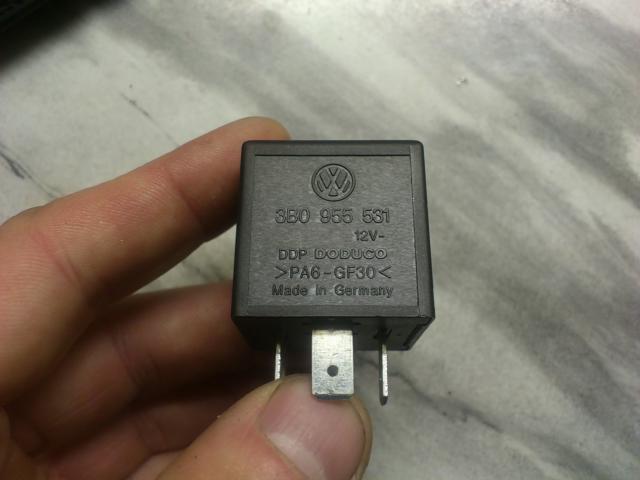 3B0 955 531
12V-
DDP DODUCO
>PA6-GF30<
Made in Germany